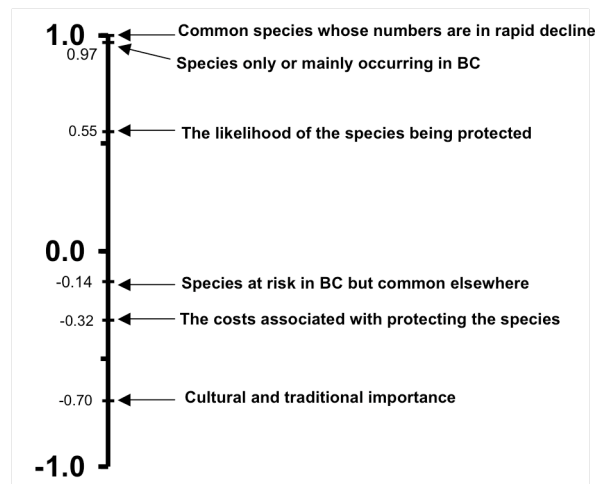 1.0 Common species whose numbers are in rapid decline
0.97 Species only or mainly occurring in BC
0.55 The likelihood of the species being protected
0.0
-0.14 Species at risk in BC but common elsewhere
-0.32 The costs associated with protecting the species
-0.70 Cultural and traditional importance
-1.0